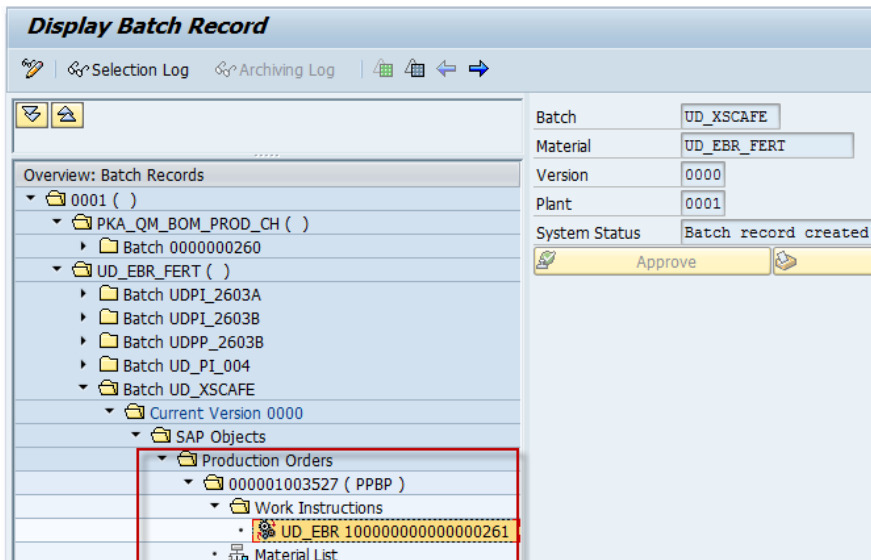 Display Batch Record
Selection Log Archiving Log
Batch UD_XSCAFE
Material UD_EBR_FERT
Version 0000
Plant 0001
System Status Batch record created
Approve
Overview: Batch Records
0001 ( )
PKA_QM_BOM_PROD_CH ( )
Batch 0000000260
UD_EBR_FERT ( )
Batch UDPI_2603A
Batch UDPI_2603B
Batch UDPP_2603B
Batch UD_PI_004
Batch UD_XSCAFE
Current Version 0000
SAP Objects
Production Orders
000001003527 ( PPBP )
Work Instructions
UD_EBR 100000000000000261
Material List